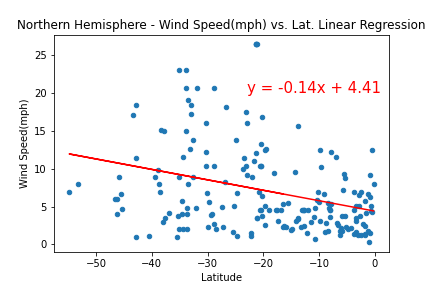 Northern Hemisphere - Wind Speed(mph) vs. Lat. Linear Regression
y = -0.14x + 4.41
Wind Speed(mph)
25
20
15
10
5
0
−50 −40 −30 −20 −10 0
Latitude